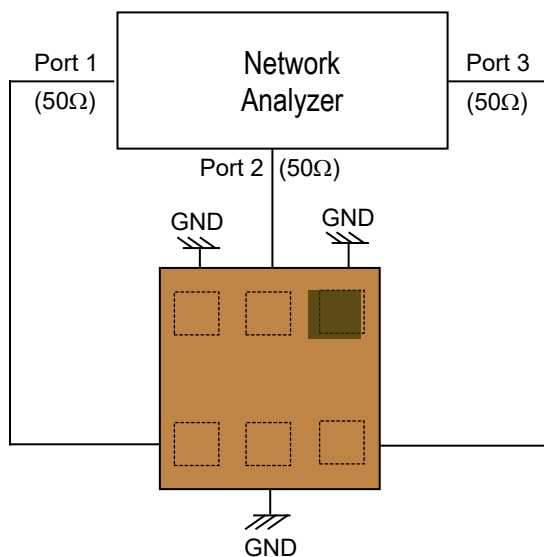 Port 1
(50Ω)
Network
Analyzer
Port 3
(50Ω)
Port 2 (50Ω)
GND
GND
GND